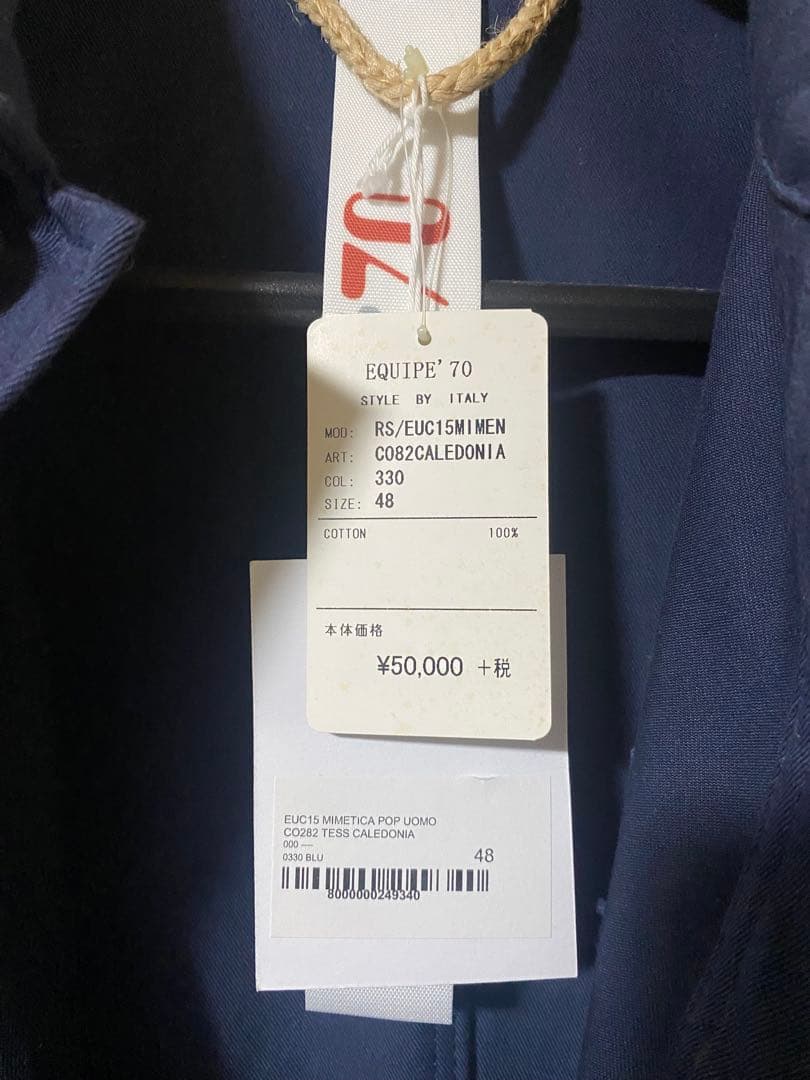 '70
EQUIPE'70
STYLE BY ITALY
MOD: RS/EUC15MIMEN
ART: C082CALEDONIA
COL: 330
SIZE: 48
COTTON 100%
本体価格
¥50,000 +税
EUC15 MIMETICA POP UOMO
CO282 TESS CALEDONIA
000 ----
0330 BLU 48
8000000249340